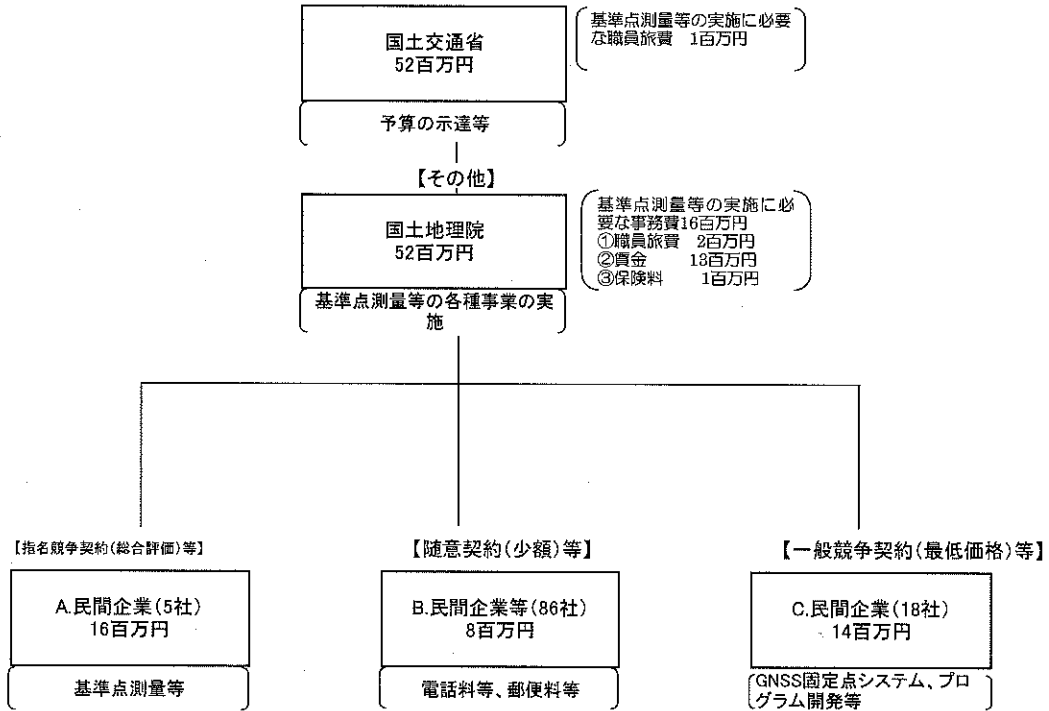 国土交通省
52百万円
基準点測量等の実施に必要
な職員旅費 1百万円
予算の示達等
【その他】
国土地理院
52百万円
基準点測量等の実施に必
要な事務費16百万円
①職員旅費 2百万円
②賃金 13百万円
③保険料 1百万円
基準点測量等の各種事業の実
施
【指名競争契約(総合評価)等】
A.民間企業(5社)
16百万円
基準点測量等
【随意契約(少額)等】
B.民間企業等(86社)
8百万円
電話料等、郵便料等
【一般競争契約(最低価格)等】
C.民間企業(18社)
14百万円
GNSS固定点システム、プロ
グラム開発等